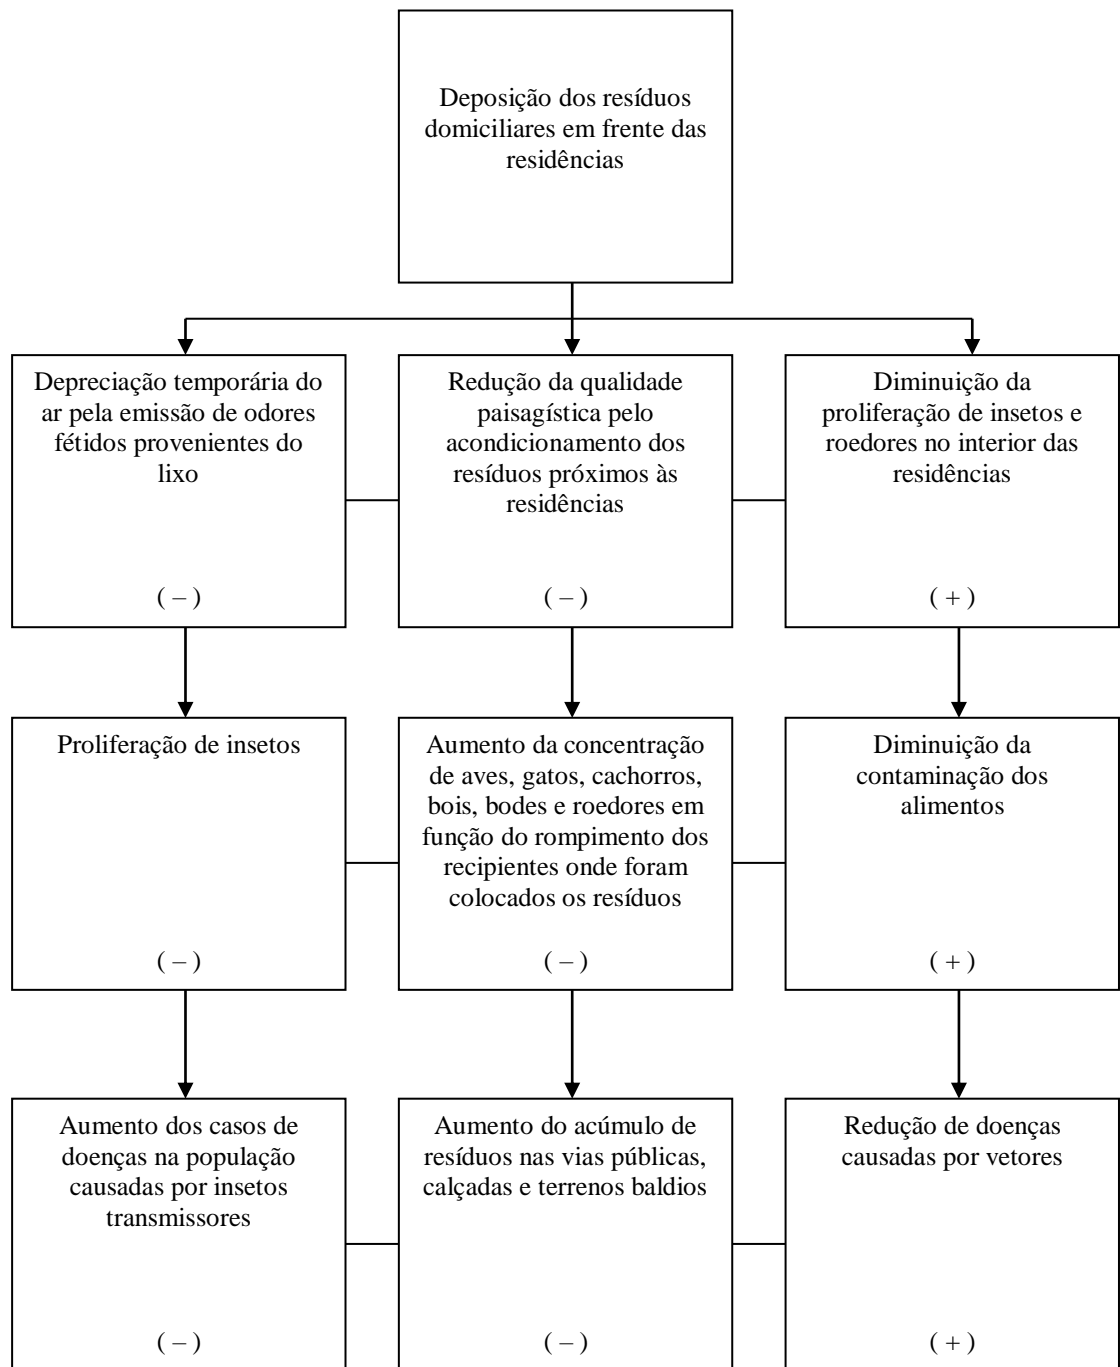 Deposição dos resíduos
domiciliares em frente das
residências
Depreciação temporária do
ar pela emissão de odores
fétidos provenientes do
lixo
( – )
Redução da qualidade
paisagística pelo
acondicionamento dos
resíduos próximos às
residências
( – )
Diminuição da
proliferação de insetos e
roedores no interior das
residências
( + )
Proliferação de insetos
( – )
Aumento da concentração
de aves, gatos, cachorros,
bois, bodes e roedores em
função do rompimento dos
recipientes onde foram
colocados os resíduos
( – )
Diminuição da
contaminação dos
alimentos
( + )
Aumento dos casos de
doenças na população
causadas por insetos
transmissores
( – )
Aumento do acúmulo de
resíduos nas vias públicas,
calçadas e terrenos baldios
( – )
Redução de doenças
causadas por vetores
( + )